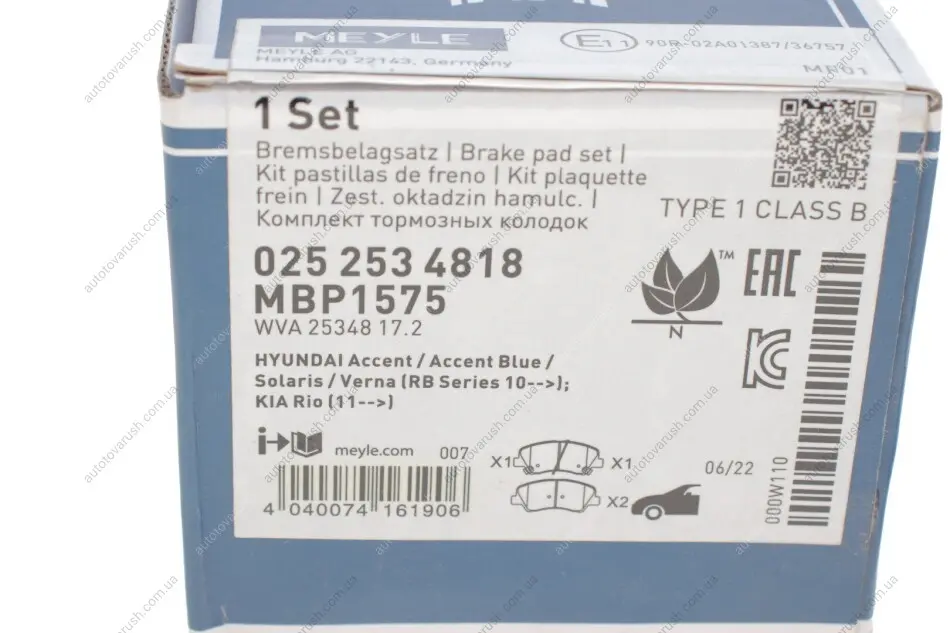 MEYLE
MEYLE AG
Hamburg 22143, Germany
E11 90R-02A01387/36757
MP01
1 Set
Bremsbelagsatz | Brake pad set |
Kit pastillas de freno | Kit plaquette
frein | Zest. okładzin hamulc. |
Комплект тормозных колодок
TYPE 1 CLASS B
025 253 4818
MBP1575
WVA 25348 17.2
™
N
EAC
HYUNDAI Accent / Accent Blue /
Solaris / Verna (RB Series 10-->);
KIA Rio (11-->)
meyle.com 007
X1 X1
X2
06/22
000W110
4 040074 161906
autotovarush.com.ua